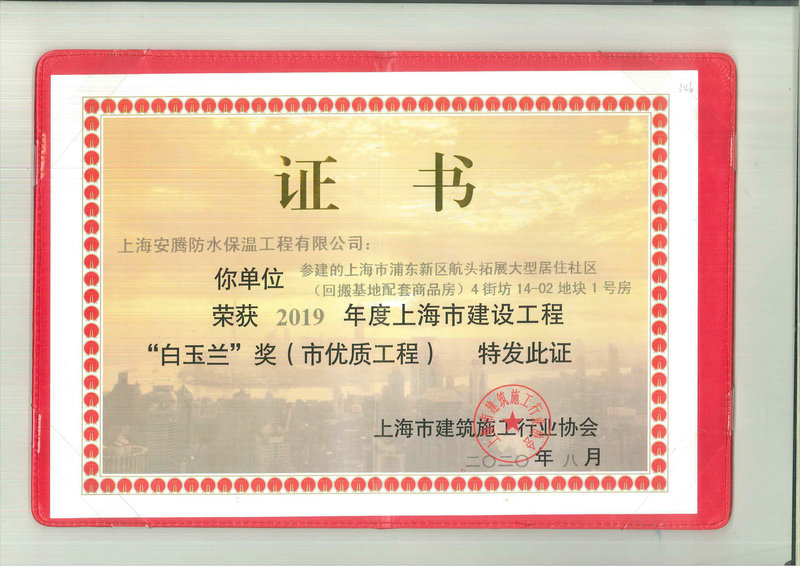 346
证 书
上海安腾防水保温工程有限公司：
你单位 参建的上海市浦东新区航头拓展大型居住社区
（回搬基地配套商品房）4街坊14-02地块1号房
荣获 2019 年度上海市建设工程
“白玉兰”奖（市优质工程） 特发此证
上海市建筑施工行业协会
二〇二〇年 八 月